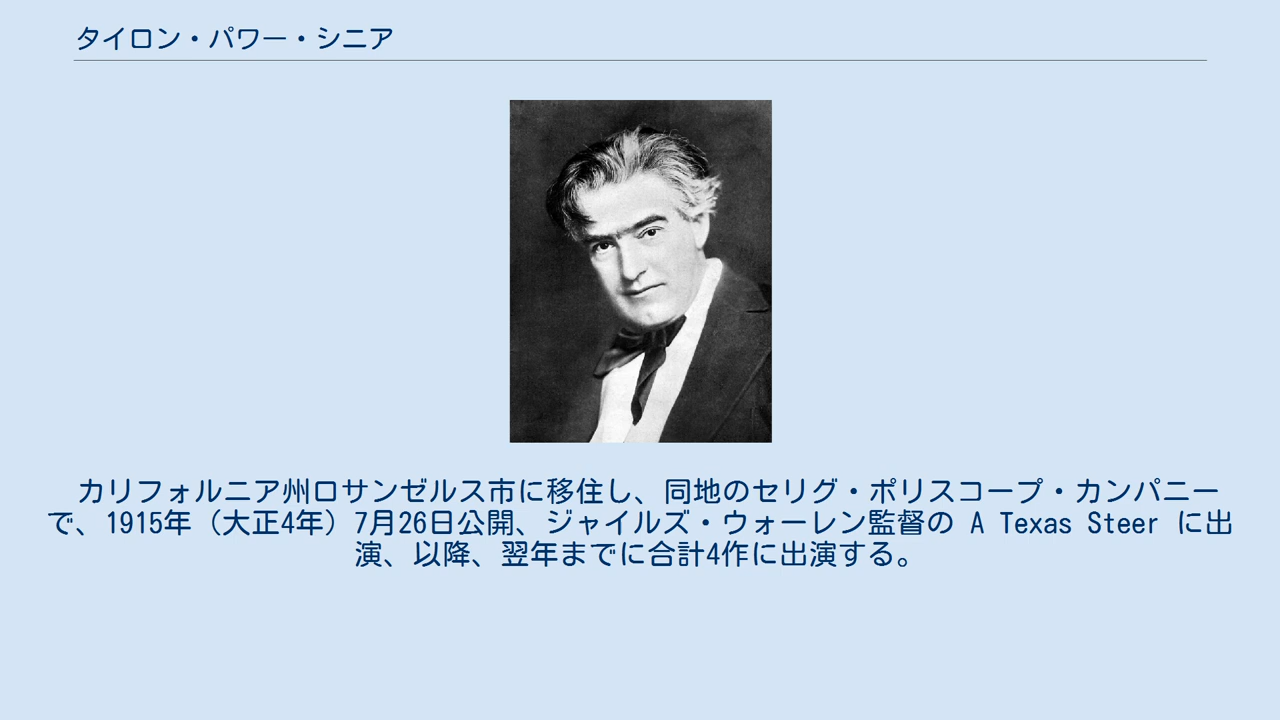 タイロン・パワー・シニア
カリフォルニア州ロサンゼルス市に移住し、同地のセリグ・ポリスコープ・カンパニー
で、1915年（大正4年）7月26日公開、ジャイルズ・ウォーレン監督の A Texas Steer に出
演、以降、翌年までに合計4作に出演する。